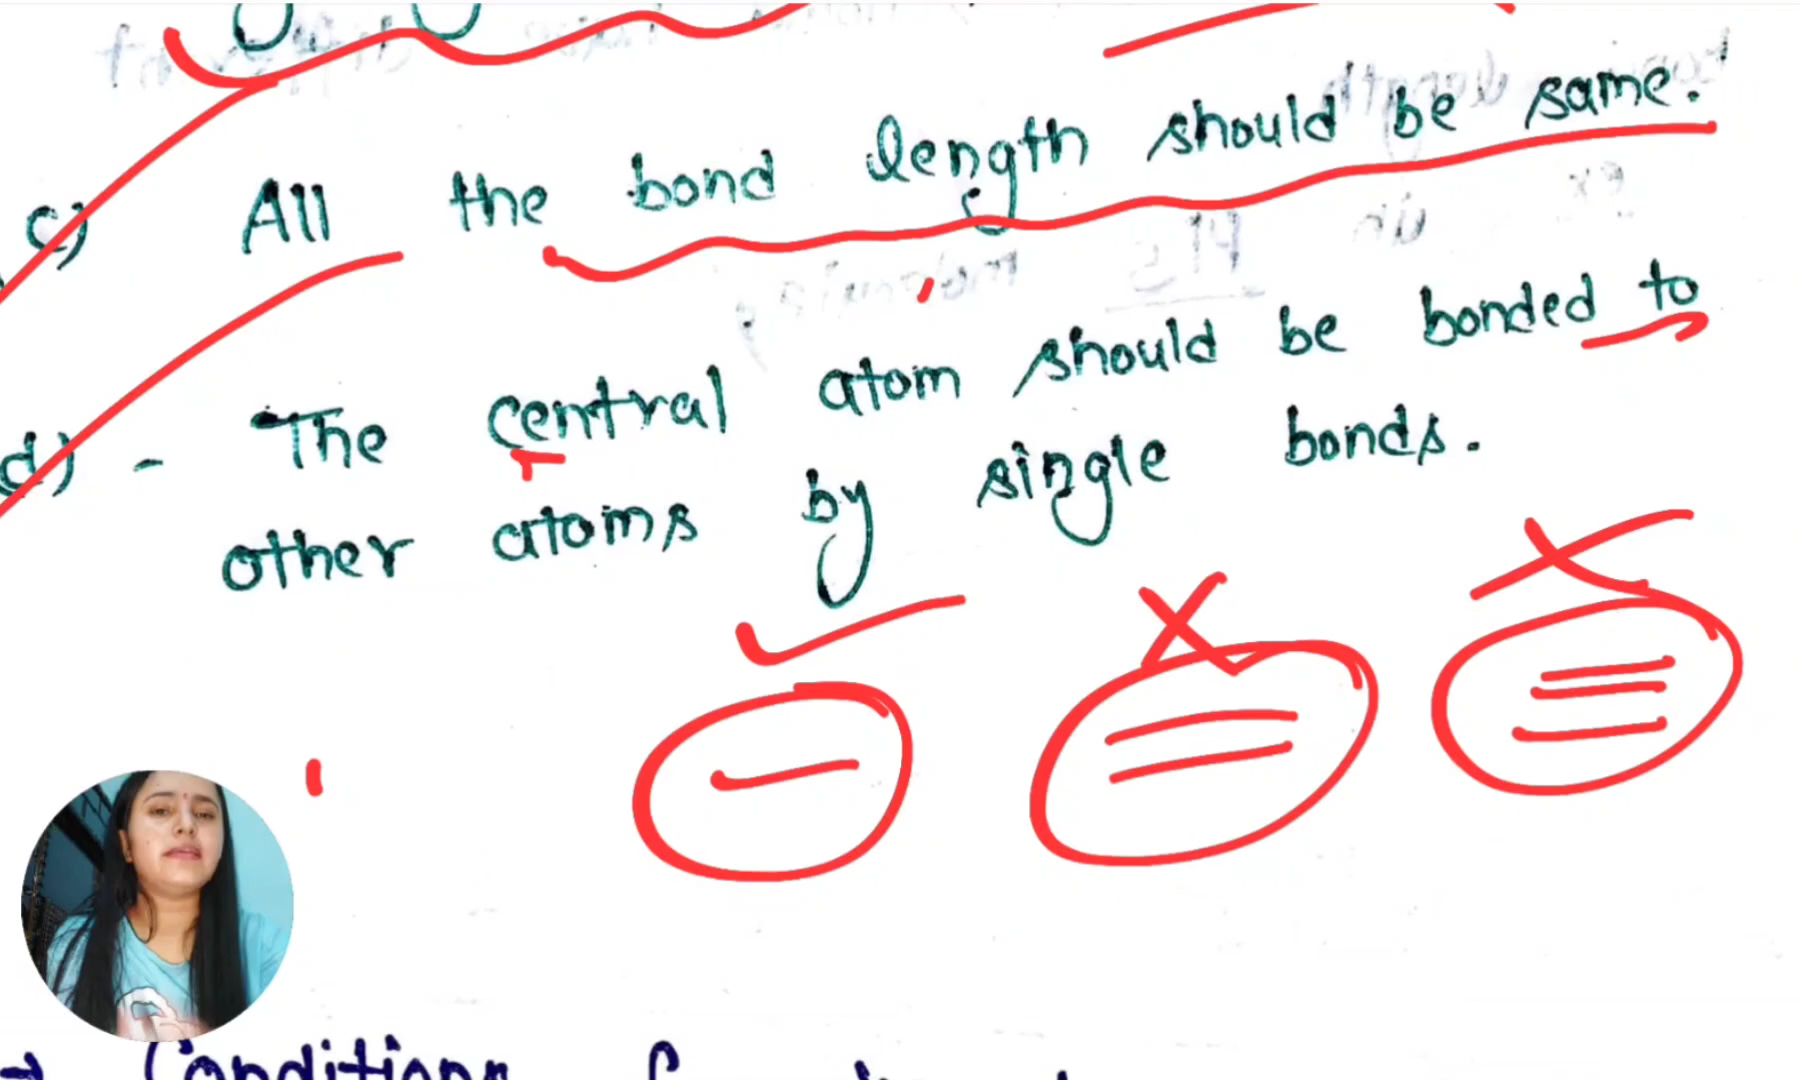 c) All the bond length should be same.
d) - The central atom should be bonded to
other atoms by single bonds.
Conditions